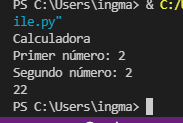 PS C:\Users\ingma> & C:/
ile.py"
Calculadora
Primer número: 2
Segundo número: 2
22
PS C:\Users\ingma>